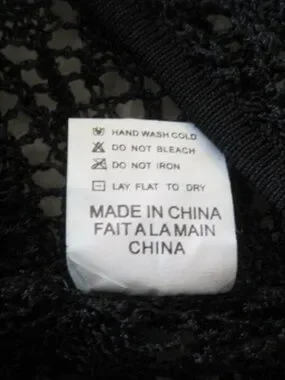 HAND WASH COLD
DO NOT BLEACH
DO NOT IRON
LAY FLAT TO DRY
MADE IN CHINA
FAIT A LA MAIN
CHINA